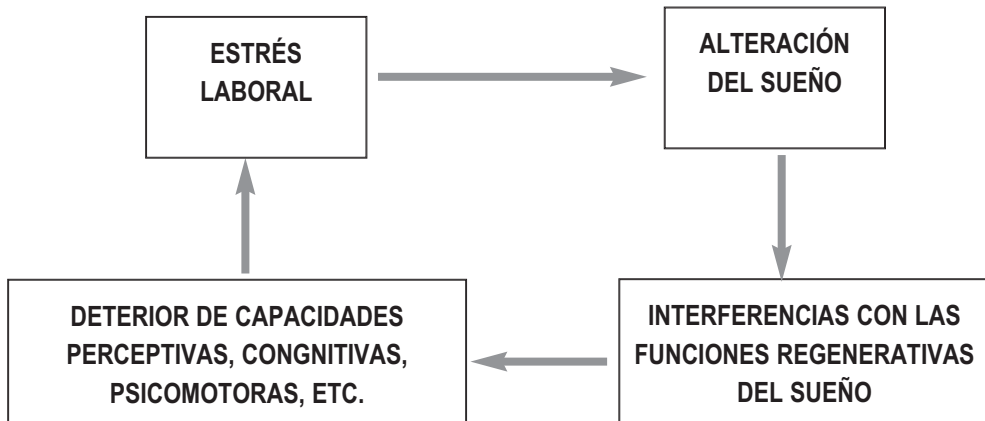 ESTRÉS
LABORAL
ALTERACIÓN
DEL SUEÑO
INTERFERENCIAS CON LAS
FUNCIONES REGENERATIVAS
DEL SUEÑO
DETERIOR DE CAPACIDADES
PERCEPTIVAS, CONGNITIVAS,
PSICOMOTORAS, ETC.